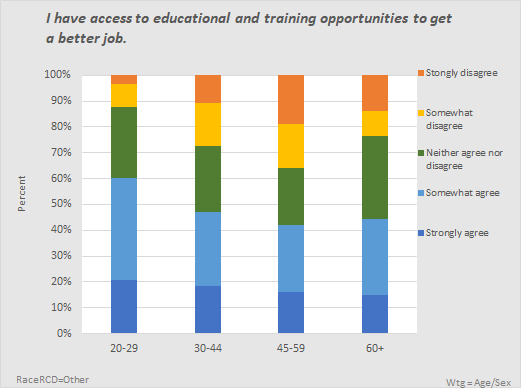 I have access to educational and training opportunities to get
a better job.
100%
90%
80%
70%
60%
50%
40%
30%
20%
10%
0%
Percent
20-29
30-44
45-59
60+
Stongly disagree
Somewhat
disagree
Neither agree nor
disagree
Somewhat agree
Strongly agree
RaceRCD=Other
Wtg = Age/Sex